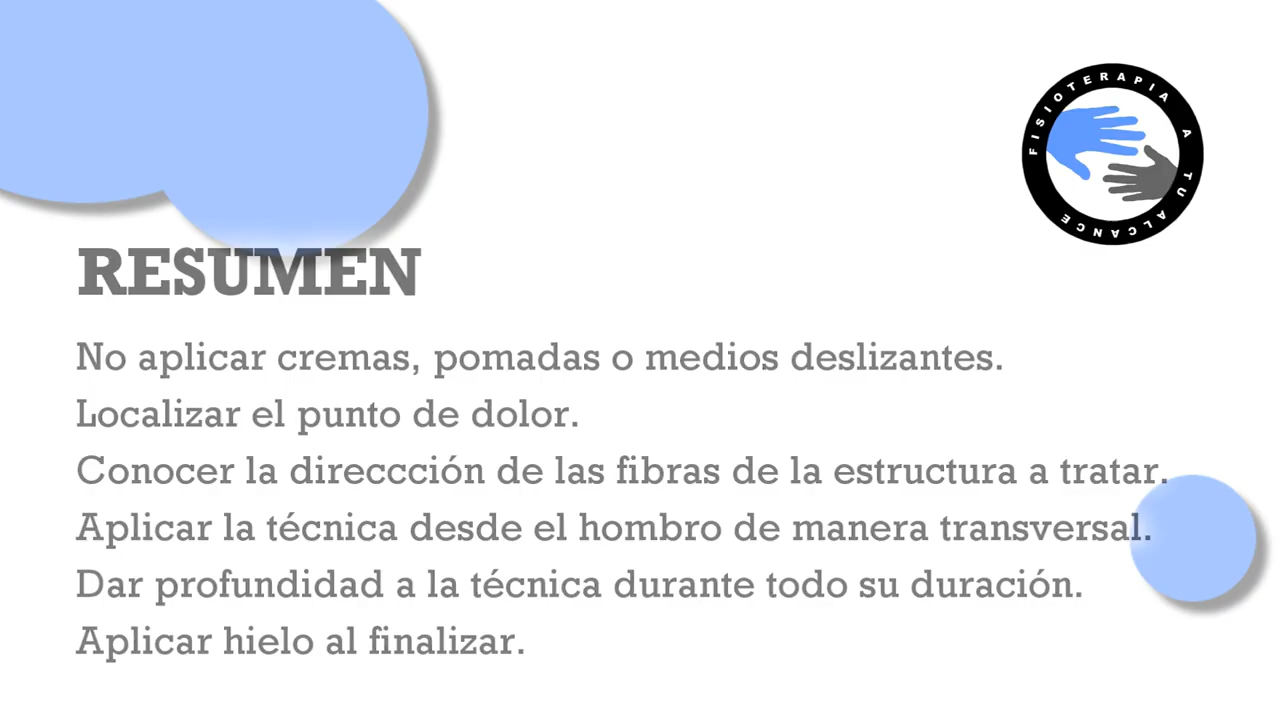 FISIOTERAPIA A TU ALCANCE
RESUMEN
No aplicar cremas, pomadas o medios deslizantes.
Localizar el punto de dolor.
Conocer la direccción de las fibras de la estructura a tratar.
Aplicar la técnica desde el hombro de manera transversal.
Dar profundidad a la técnica durante todo su duración.
Aplicar hielo al finalizar.